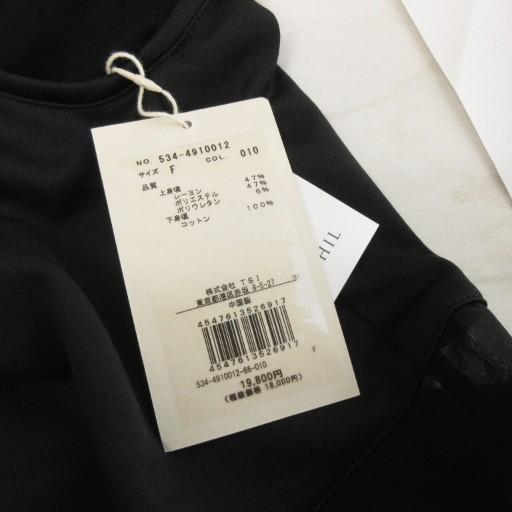 NO. 534-4910012
サイズ F COL. 010
品質
上身頃
レーヨン 47%
ポリエステル 47%
ポリウレタン 6%
下身頃
コットン 100%
株式会社 TSI
東京都港区赤坂 8-5-27
中国製
4547613526917
4547613526917
F
534-4910012-66-010
19,800円
(税抜価格 18,000円)
HIL